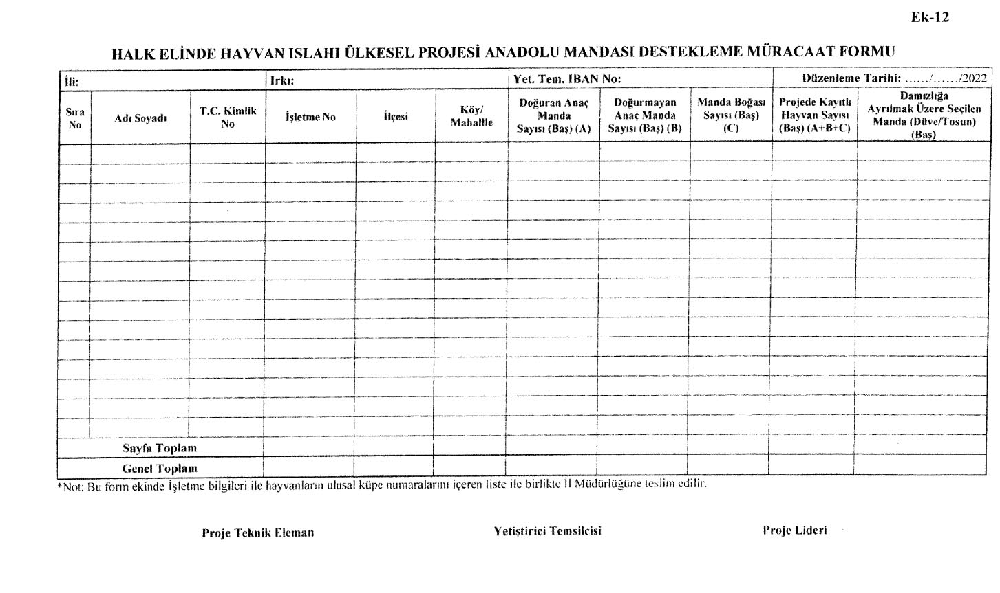 Ek-12
HALK ELİNDE HAYVAN ISLAHI ÜLKESEL PROJESİ ANADOLU MANDASI DESTEKLEME MÜRACAAT FORMU
İli: Irkı: Yet. Tem. IBAN No: Düzenleme Tarihi: ....../....../2022
Sıra No
Adı Soyadı
T.C. Kimlik No
İşletme No
İlçesi
Köy/ Mahallle
Doğuran Anaç Manda Sayısı (Baş) (A)
Doğurmayan Anaç Manda Sayısı (Baş) (B)
Manda Boğası Sayısı (Baş) (C)
Projede Kayıtlı Hayvan Sayısı (Baş) (A+B+C)
Damızlığa Ayrılmak Üzere Seçilen Manda (Düve/Tosun) (Baş)
Sayfa Toplam
Genel Toplam
*Not: Bu form ekinde İşletme bilgileri ile hayvanların ulusal küpe numaralarını içeren liste ile birlikte İl Müdürlüğüne teslim edilir.
Proje Teknik Eleman Yetiştirici Temsilcisi Proje Lideri